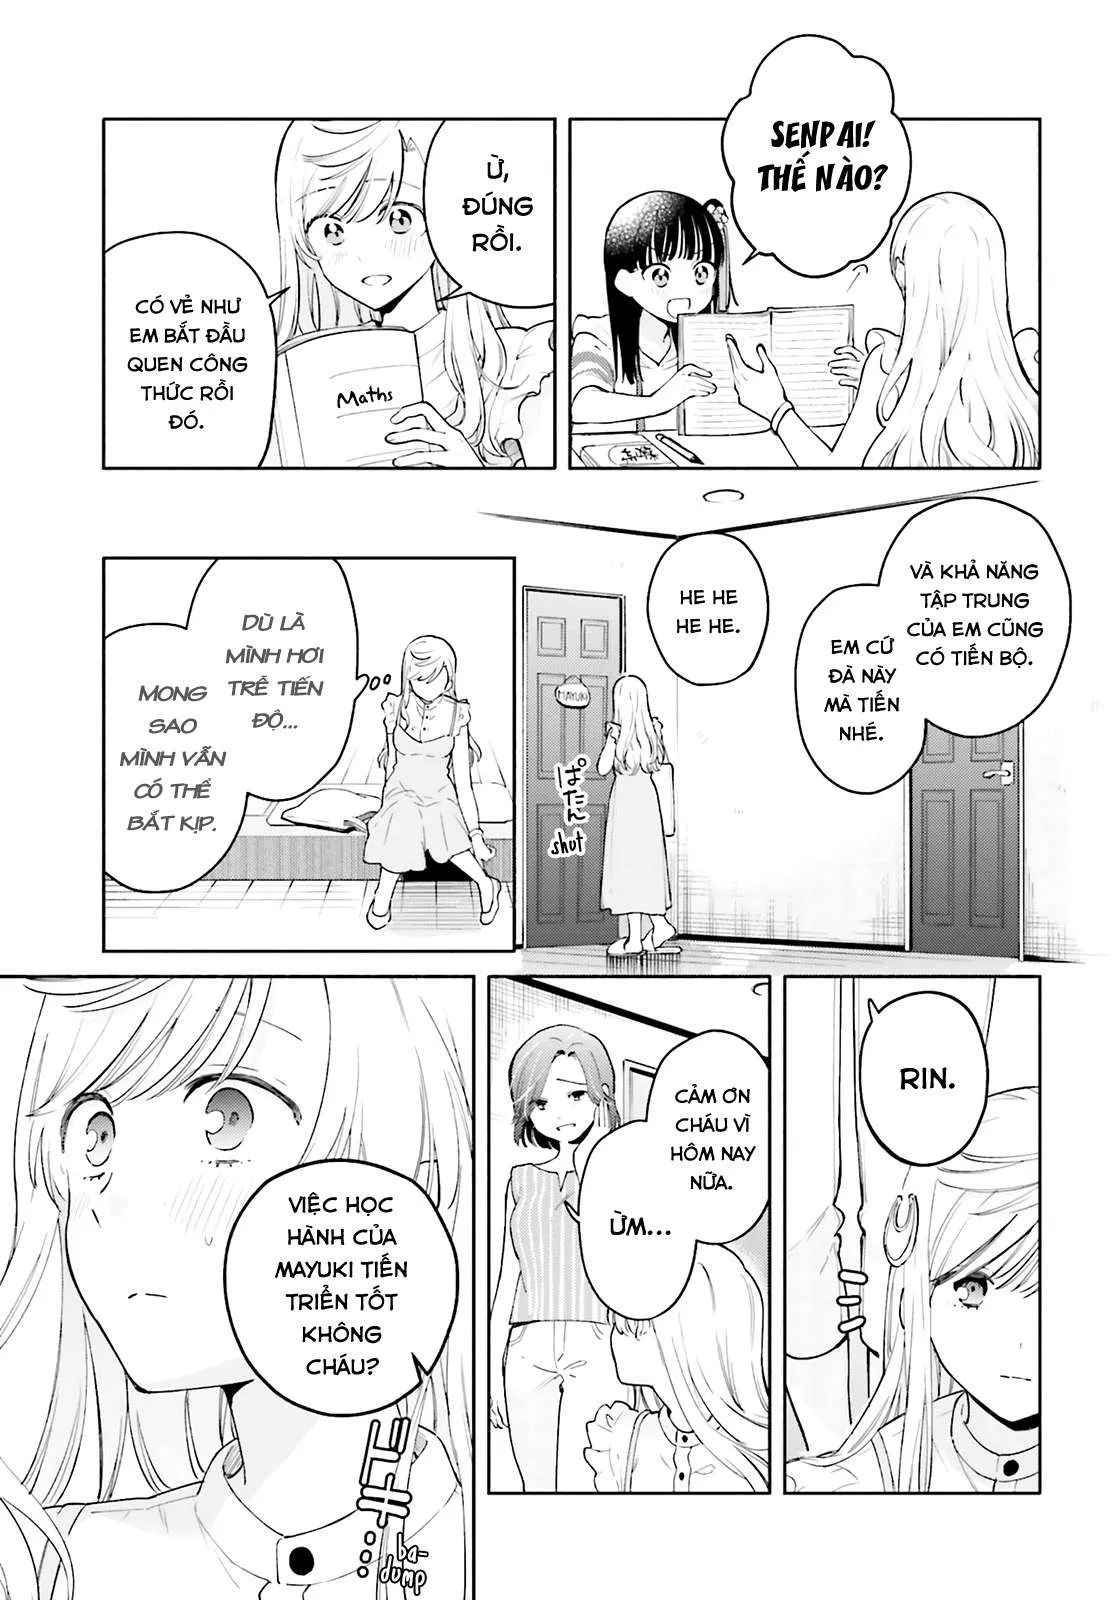 SENPAI!
THẾ NÀO?
Ừ,
ĐÚNG
RỒI.
CÓ VẺ NHƯ
EM BẮT ĐẦU
QUEN CÔNG
THỨC RỒI
ĐÓ.
Maths
VÀ KHẢ NĂNG
TẬP TRUNG
CỦA EM CŨNG
CÓ TIẾN BỘ.
EM CỨ
ĐÀ NÀY
MÀ TIẾN
NHÉ.
HE HE
HE HE.
MAYUKI
ぱたん
shut
DÙ LÀ
MÌNH HƠI
TRỄ TIẾN
ĐỘ...
MONG
SAO
MÌNH VẪN
CÓ THỂ
BẮT KỊP.
RIN.
CẢM ƠN
CHÁU VÌ
HÔM NAY
NỮA.
ỪM...
VIỆC HỌC
HÀNH CỦA
MAYUKI TIẾN
TRIỂN TỐT
KHÔNG
CHÁU?
ドキ...
ba-
dump